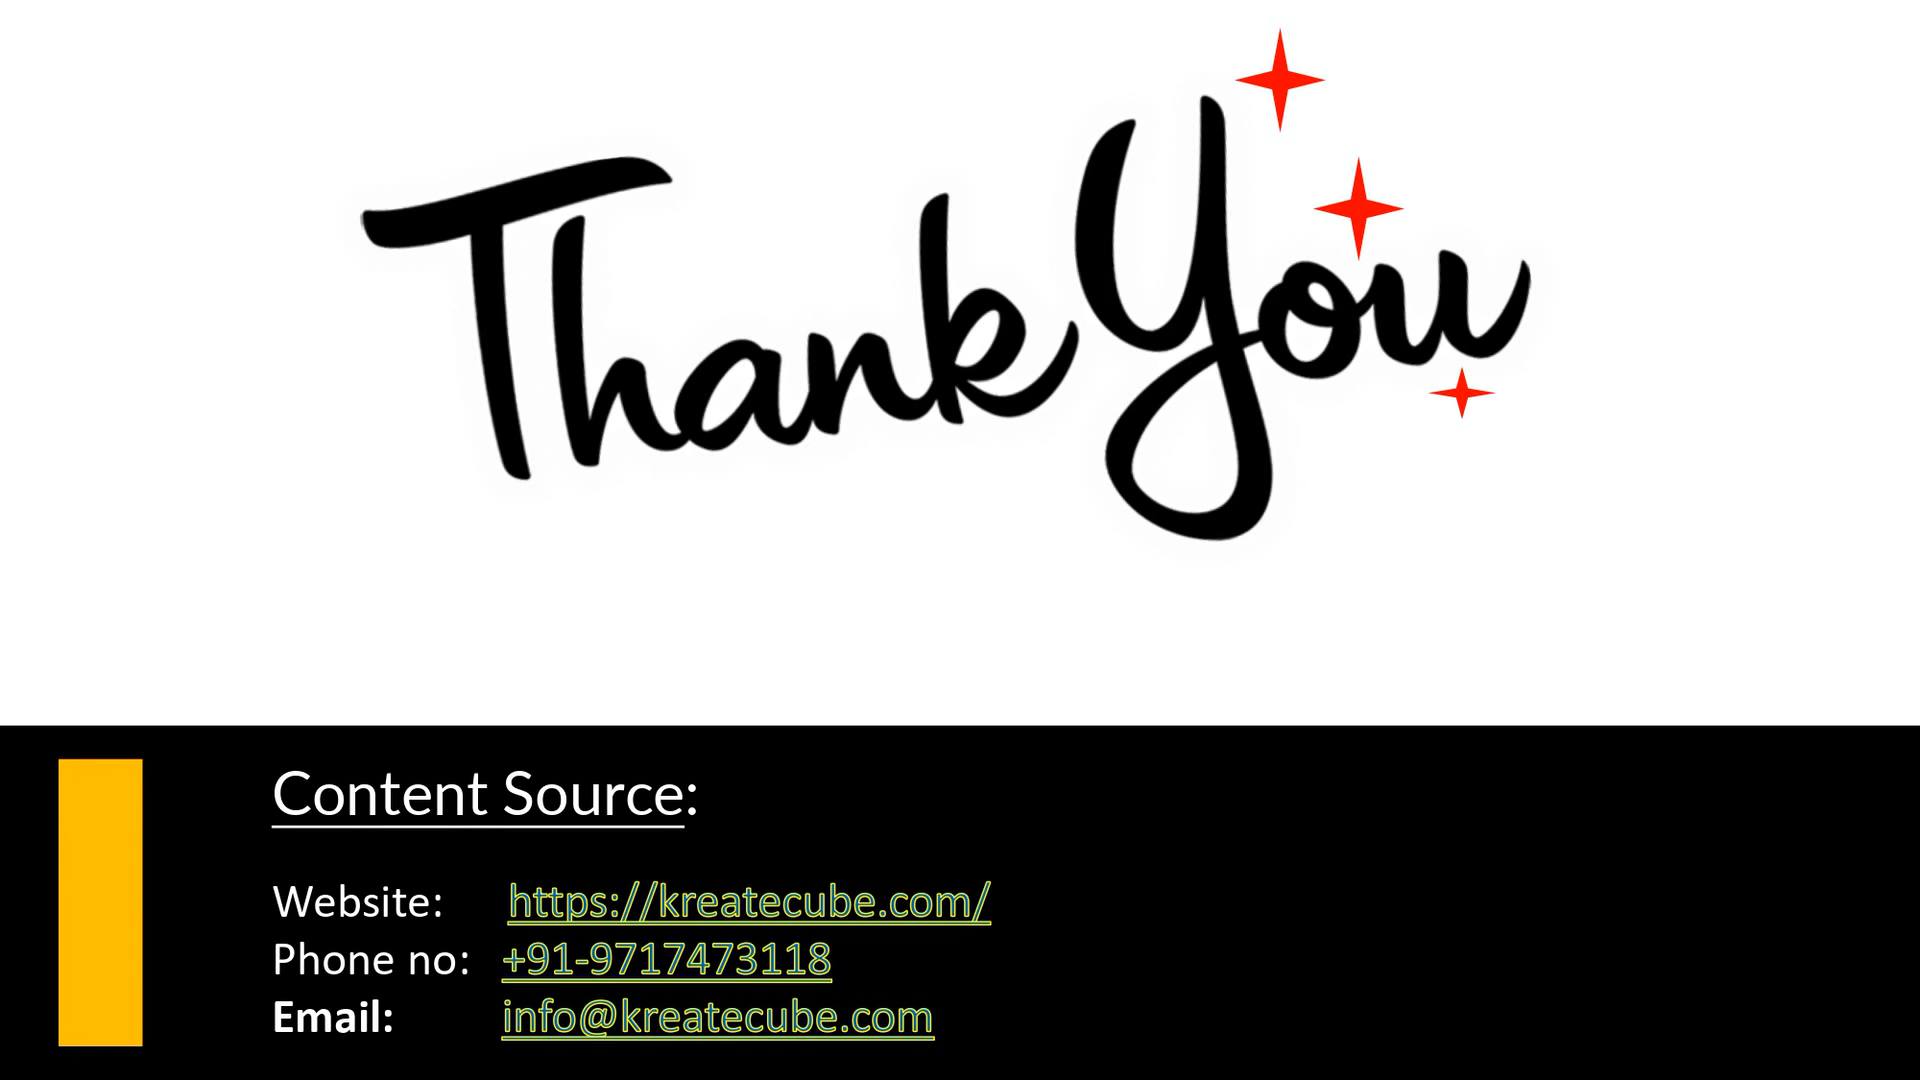 Thank You
Content Source:
Website: https://kreatecube.com/
Phone no: +91-9717473118
Email: info@kreatecube.com